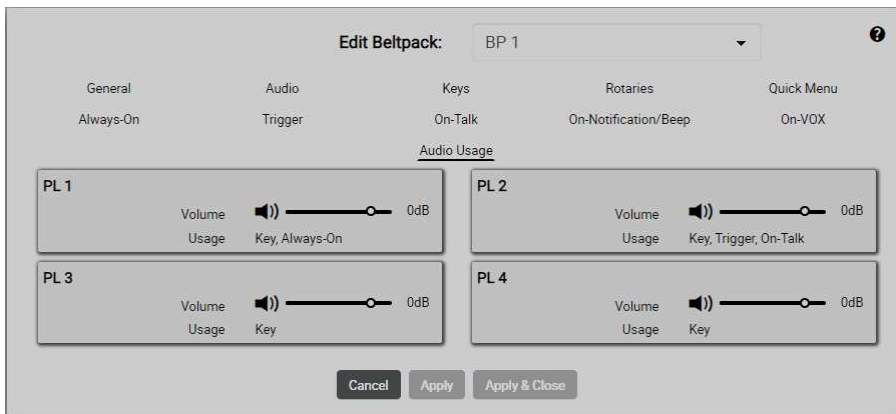 Edit Beltpack: BP 1 ?
General Audio Keys Rotaries Quick Menu
Always-On Trigger On-Talk On-Notification/Beep On-VOX
Audio Usage
PL 1
Volume 0dB
Usage Key, Always-On
PL 2
Volume 0dB
Usage Key, Trigger, On-Talk
PL 3
Volume 0dB
Usage Key
PL 4
Volume 0dB
Usage Key
Cancel Apply Apply & Close